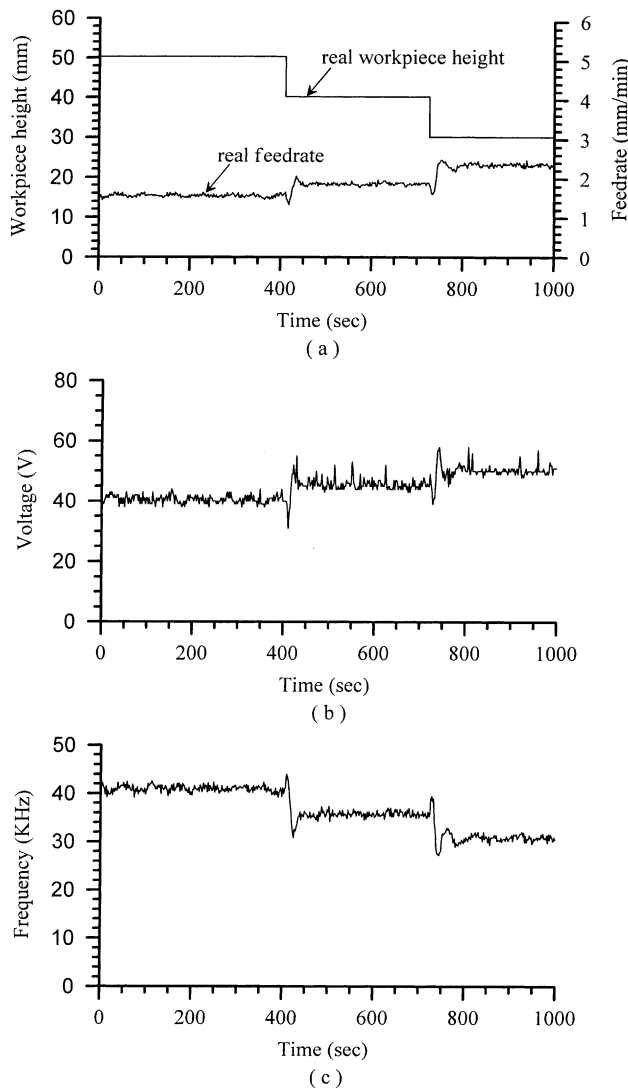 Workpiece height (mm)
60
50
40
30
20
10
0
real workpiece height
real feedrate
6
5
4
3
2
1
0
Feedrate (mm/min)
0 200 400 600 800 1000
Time (sec)
( a )
Voltage (V)
80
60
40
20
0
0 200 400 600 800 1000
Time (sec)
( b )
Frequency (KHz)
50
40
30
20
10
0
0 200 400 600 800 1000
Time (sec)
( c )